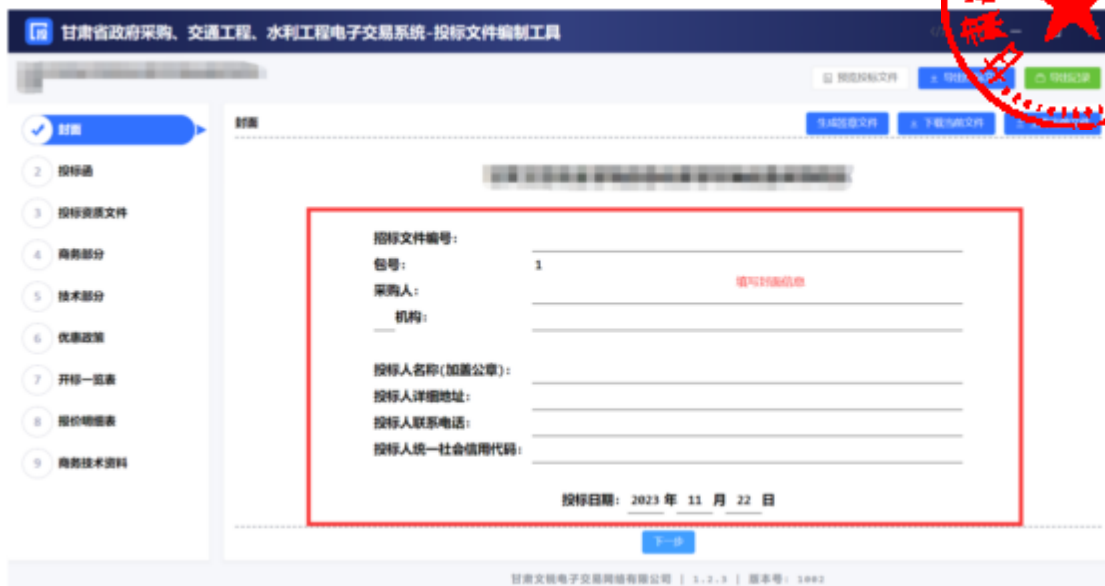 甘肃省政府采购、交通工程、水利工程电子交易系统-投标文件编制工具
预览投标文件
导出记录
封面
封面
生成签章文件
下载当前文件
2 投标函
3 投标资质文件
4 商务部分
5 技术部分
6 优惠政策
7 开标一览表
8 报价明细表
9 商务技术资料
招标文件编号:
包号: 1
填写封面信息
采购人:
机构:
投标人名称(加盖公章):
投标人详细地址:
投标人联系电话:
投标人统一社会信用代码:
投标日期: 2023 年 11 月 22 日
下一步
甘肃文锐电子交易网络有限公司 | 1.2.3 | 版本号: 1002